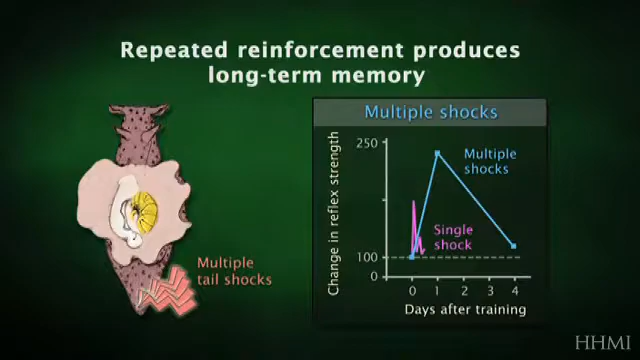 Repeated reinforcement produces
long-term memory
Multiple
tail shocks
Multiple shocks
Change in reflex strength
250
100
0
Multiple
shocks
Single
shock
0 1 2 3 4
Days after training
HHMI